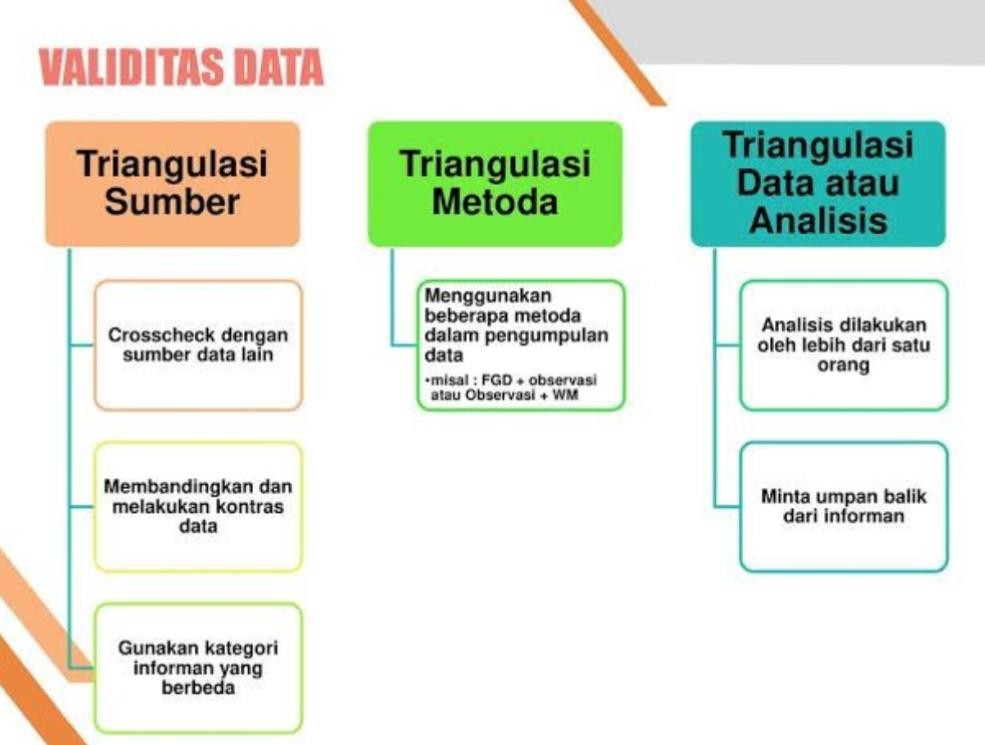 VALIDITAS DATA
Triangulasi
Sumber
Crosscheck dengan
sumber data lain
Membandingkan dan
melakukan kontras
data
Gunakan kategori
informan yang
berbeda
Triangulasi
Metoda
Menggunakan
beberapa metoda
dalam pengumpulan
data
•misal : FGD + observasi
atau Observasi + WM
Triangulasi
Data atau
Analisis
Analisis dilakukan
oleh lebih dari satu
orang
Minta umpan balik
dari informan